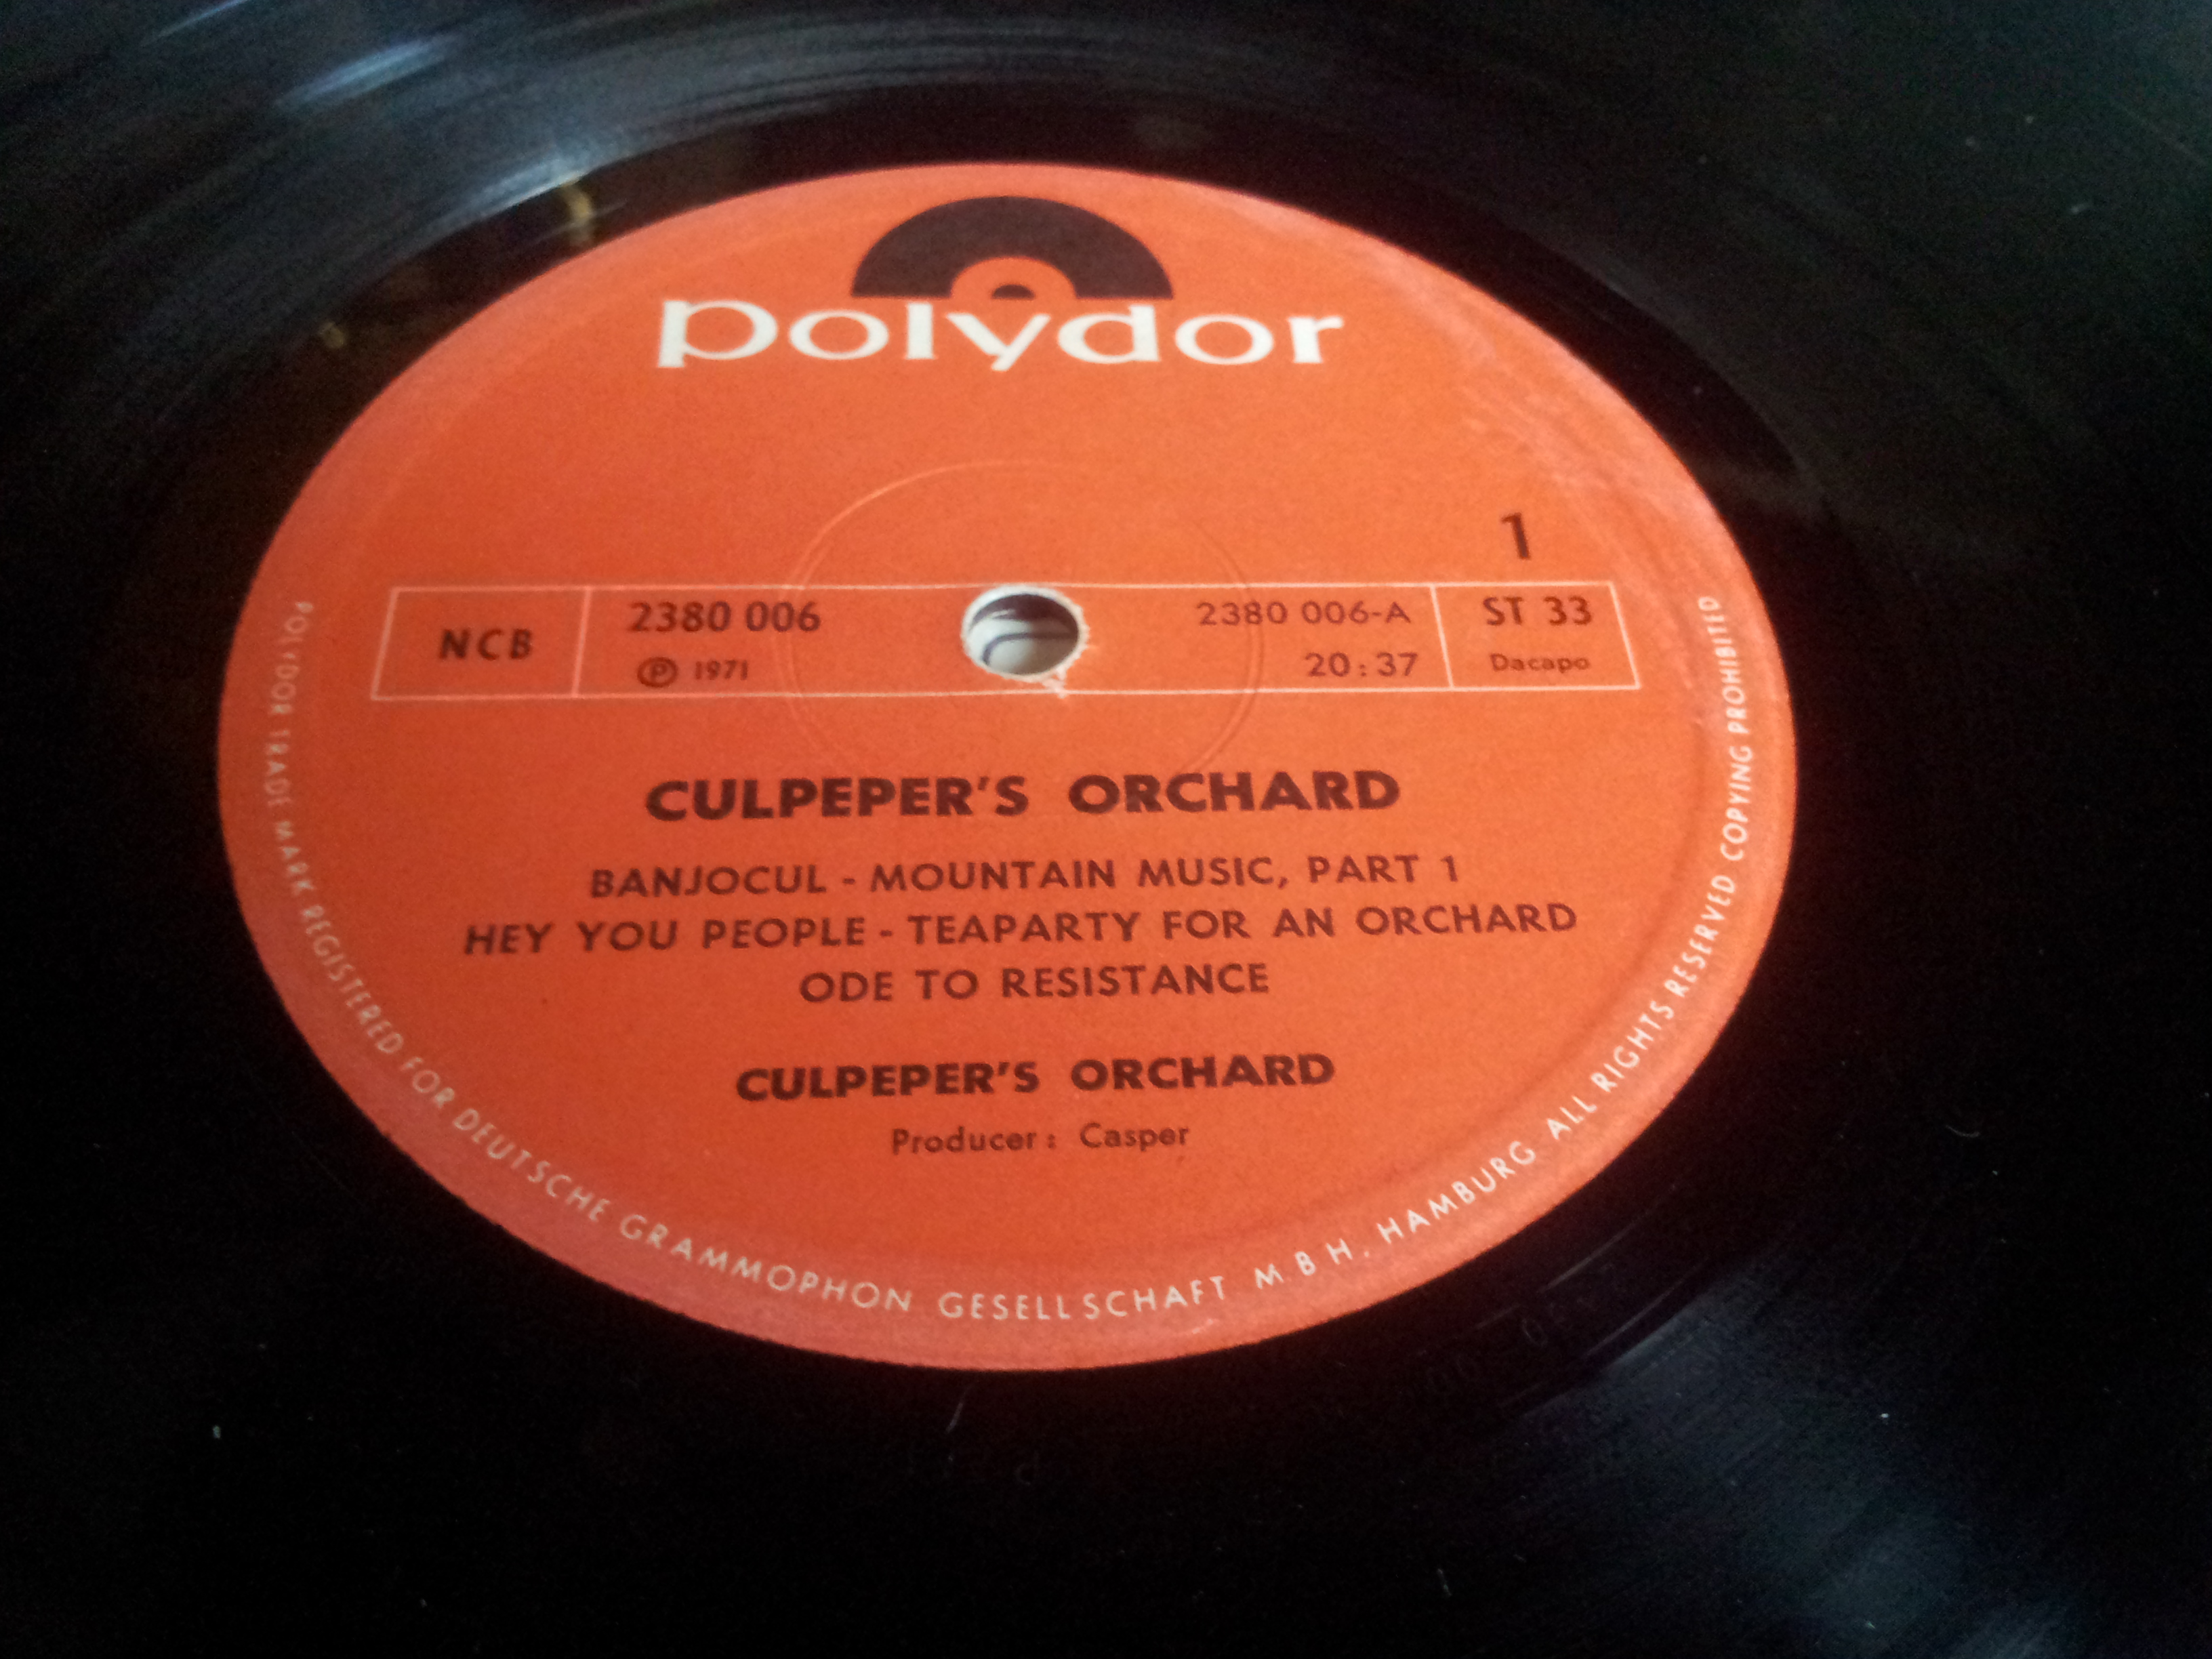 polydor
1
NCB
2380 006
Ⓟ 1971
2380 006-A
20:37
ST 33
Dacapo
CULPEPER'S ORCHARD
BANJOCUL - MOUNTAIN MUSIC, PART 1
HEY YOU PEOPLE - TEAPARTY FOR AN ORCHARD
ODE TO RESISTANCE
CULPEPER'S ORCHARD
Producer: Casper
POLYDOR TRADE MARK REGISTERED FOR DEUTSCHE GRAMMOPHON GESELLSCHAFT M B H. HAMBURG ALL RIGHTS RESERVED COPYING PROHIBITED